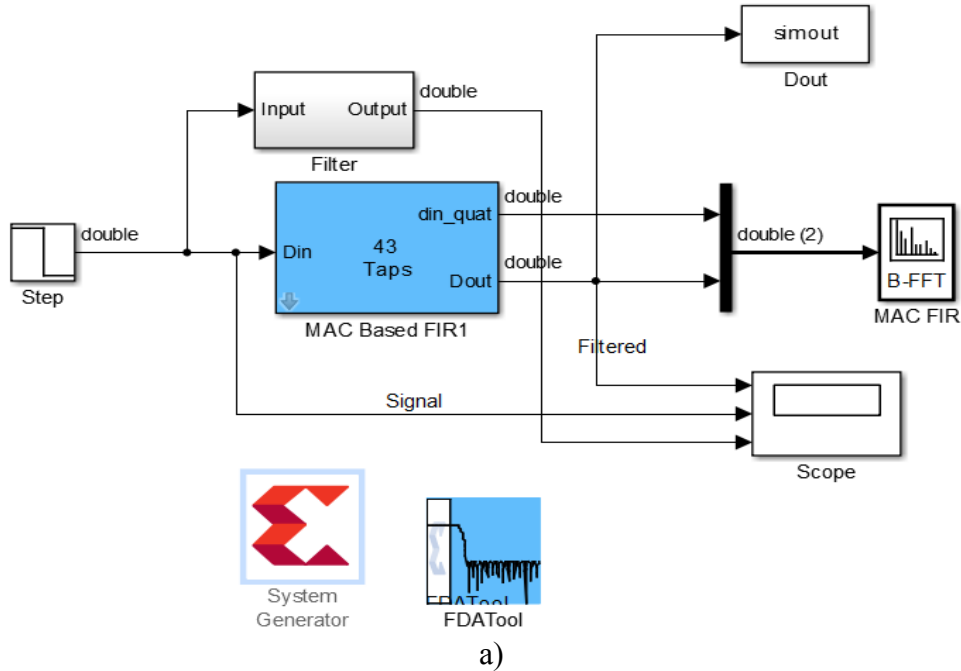 simout
Dout
double
Input Output
Filter
double
din_quat
double
43
Taps
Din
double
Dout
double (2)
B-FFT
MAC FIR
Step
MAC Based FIR1
Filtered
Signal
Scope
System
Generator
FDATool
FDATool
a)